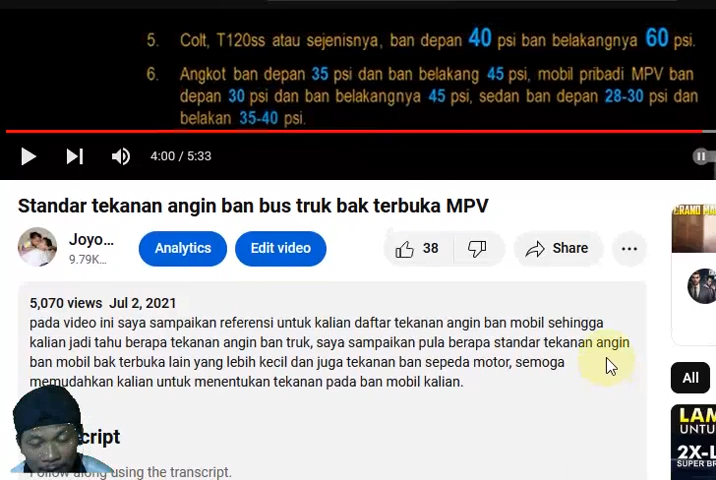 5. Colt, T120ss atau sejenisnya, ban depan 40 psi ban belakangnya 60 psi.
6. Angkot ban depan 35 psi dan ban belakang 45 psi, mobil pribadi MPV ban
depan 30 psi dan ban belakangnya 45 psi, sedan ban depan 28-30 psi dan
belakan 35-40 psi.
4:00 / 5:33
Standar tekanan angin ban bus truk bak terbuka MPV
Joyo...
9.79K...
Analytics
Edit video
38
Share
5,070 views Jul 2, 2021
pada video ini saya sampaikan referensi untuk kalian daftar tekanan angin ban mobil sehingga
kalian jadi tahu berapa tekanan angin ban truk, saya sampaikan pula berapa standar tekanan angin
ban mobil bak terbuka lain yang lebih kecil dan juga tekanan ban sepeda motor, semoga
memudahkan kalian untuk menentukan tekanan pada ban mobil kalian.
All
cript
Follow along using the transcript.
2X-L
SUPER BR